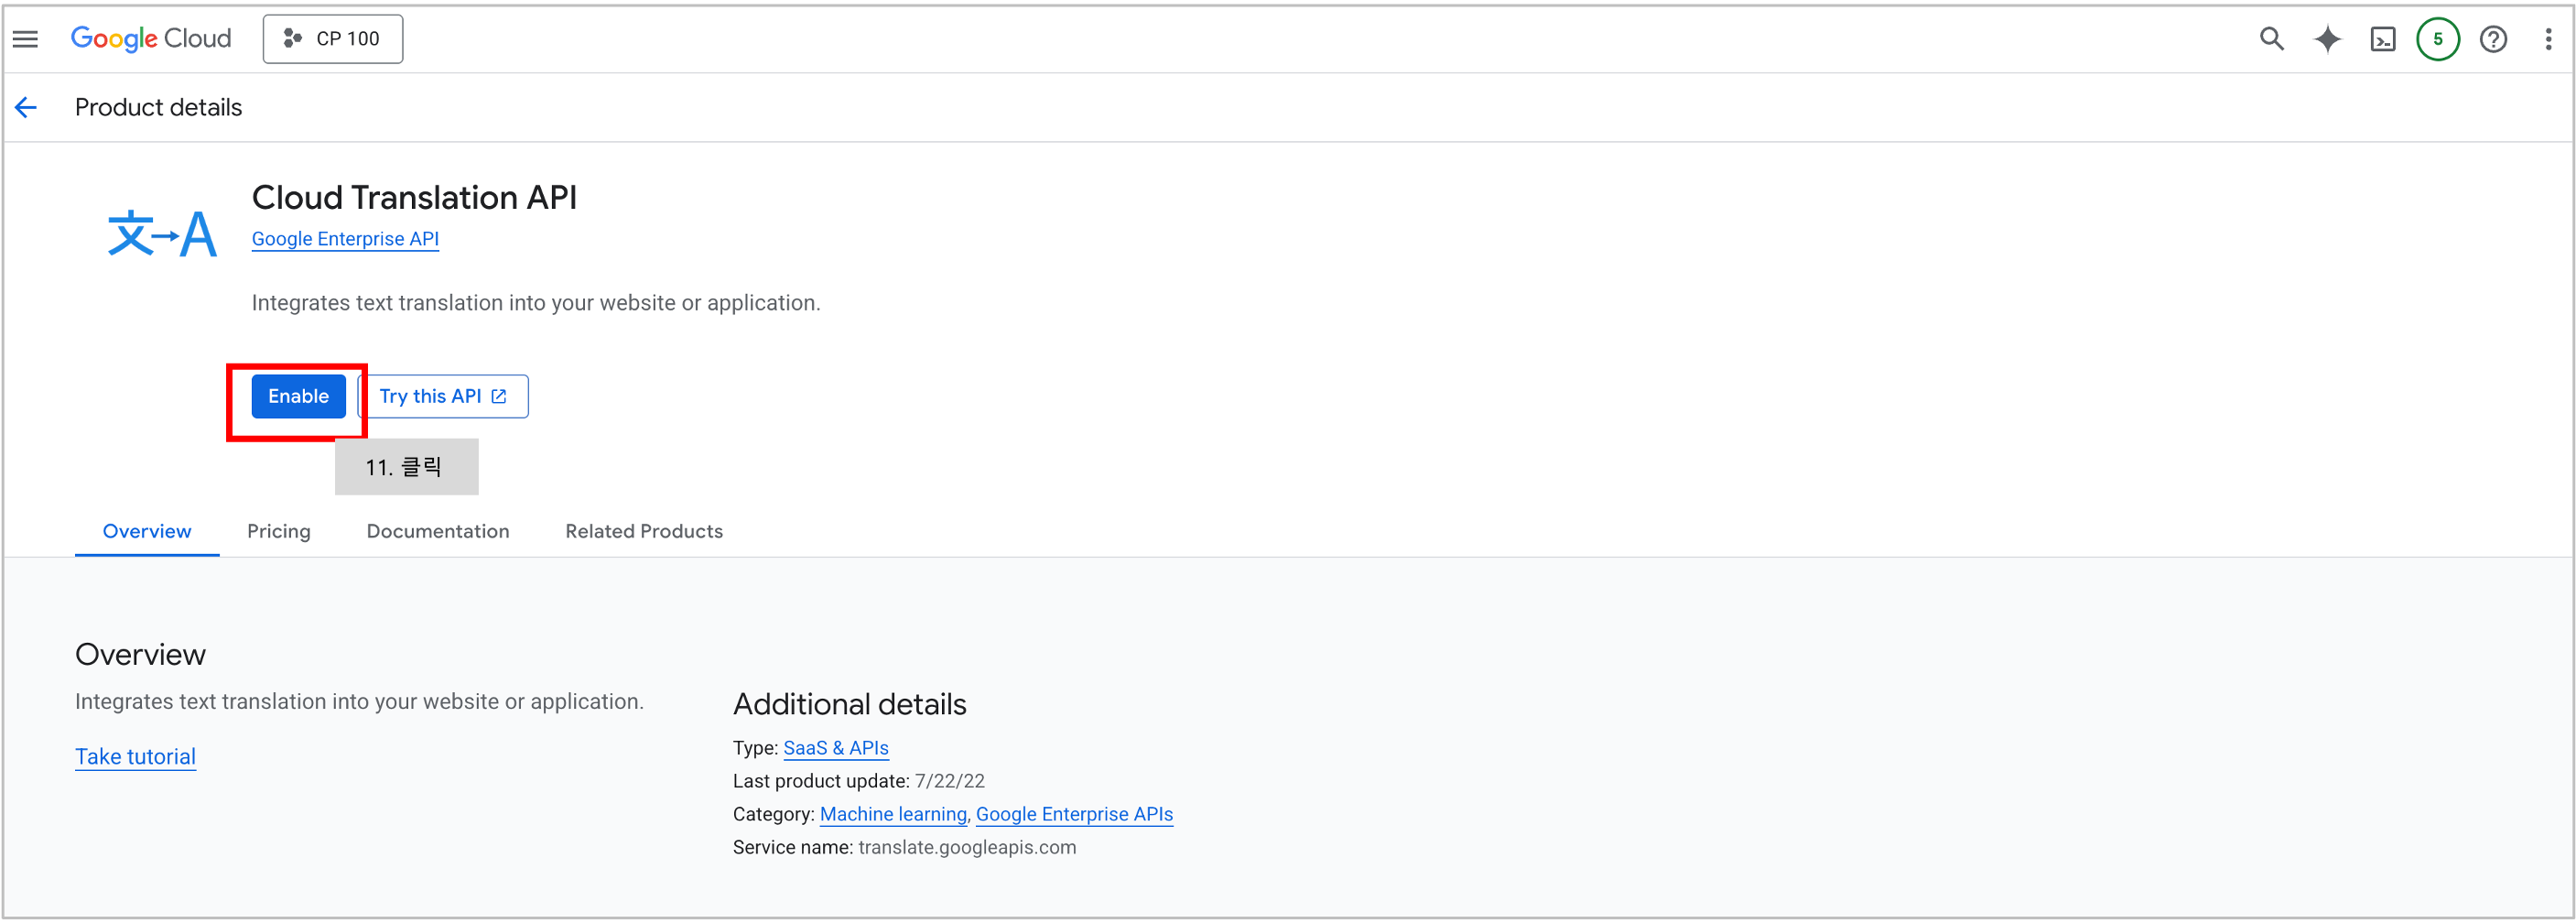 Google Cloud
CP 100
5
Product details
文→A
Cloud Translation API
Google Enterprise API
Integrates text translation into your website or application.
Enable
Try this API
11. 클릭
Overview
Pricing
Documentation
Related Products
Overview
Integrates text translation into your website or application.
Take tutorial
Additional details
Type: SaaS & APIs
Last product update: 7/22/22
Category: Machine learning, Google Enterprise APIs
Service name: translate.googleapis.com